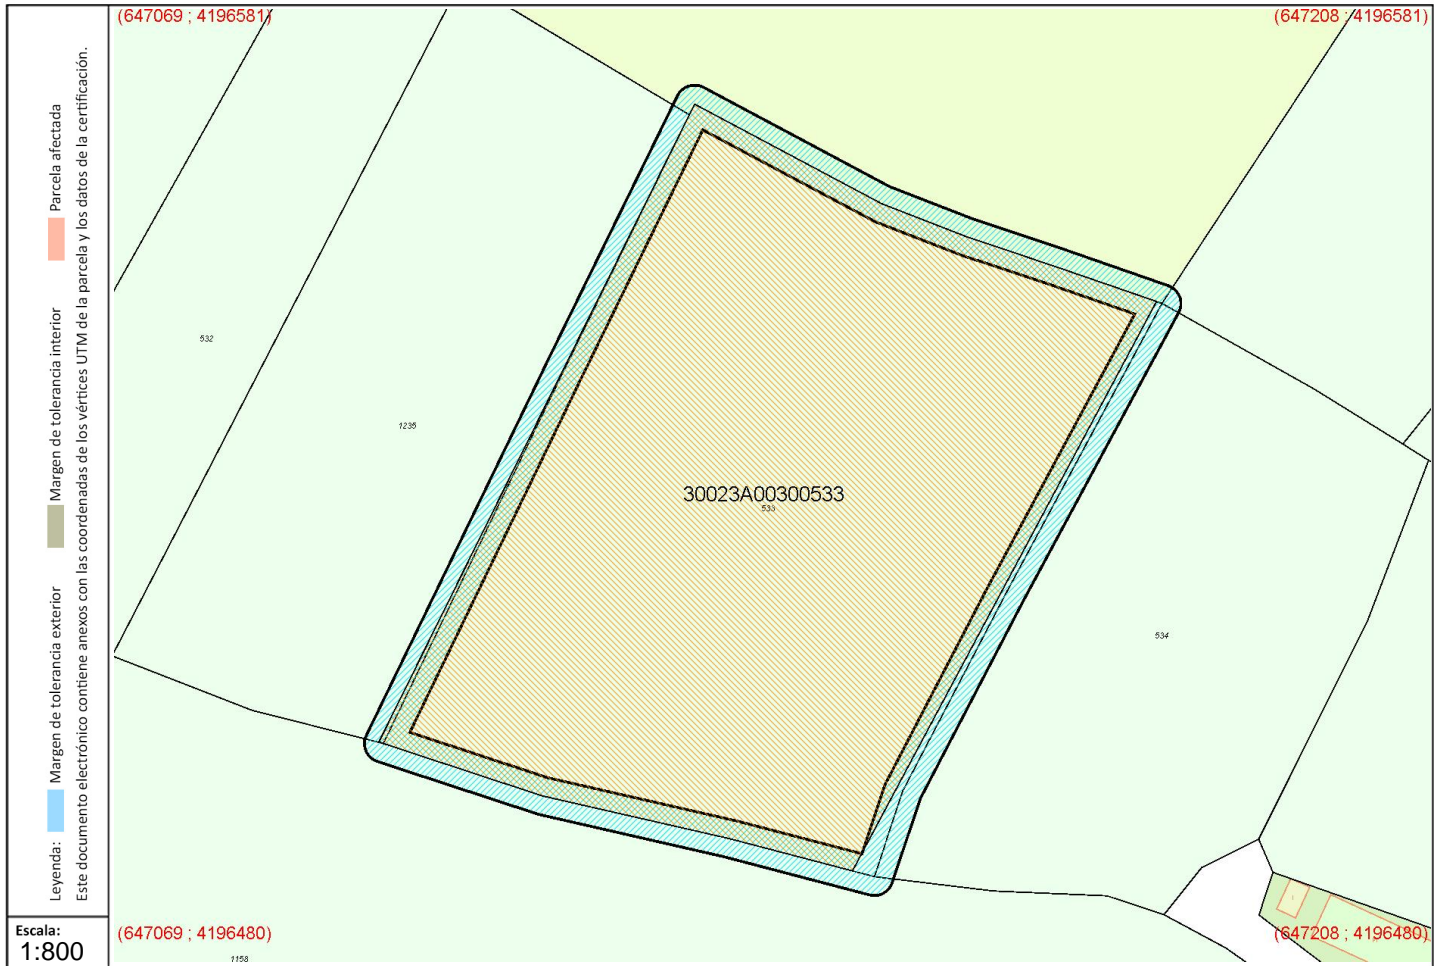 (647069 ; 4196581)
(647208 ; 4196581)
Leyenda: Margen de tolerancia exterior Margen de tolerancia interior Parcela afectada
Este documento electrónico contiene anexos con las coordenadas de los vértices UTM de la parcela y los datos de la certificación.
532
1235
30023A00300533
533
534
Escala:
1:800
(647069 ; 4196480)
(647208 ; 4196480)
1158